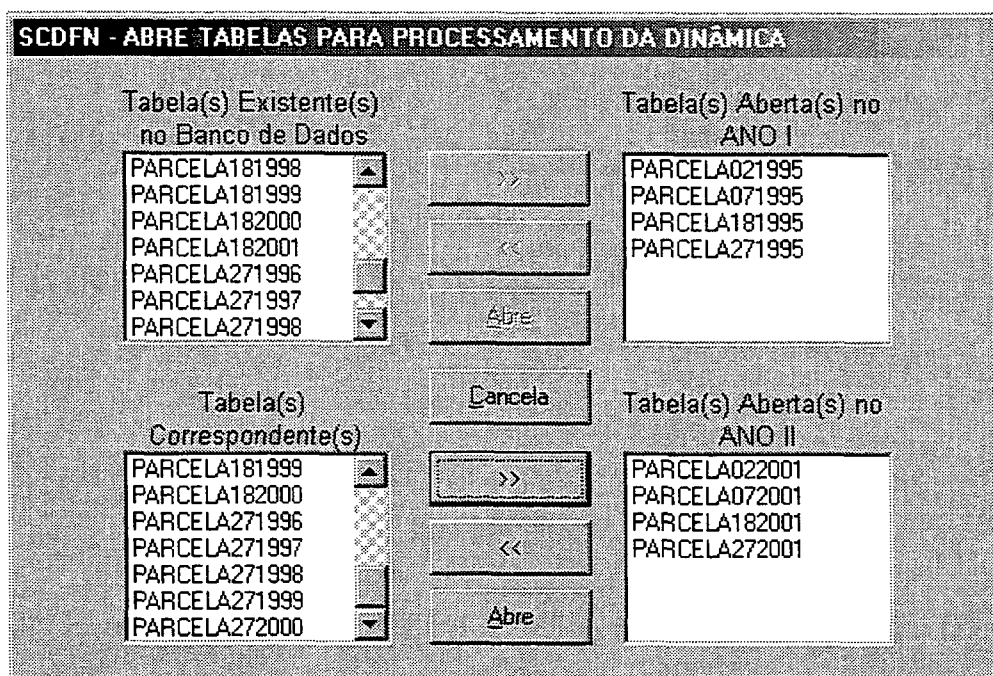 SCDFN - ABRE TABELAS PARA PROCESSAMENTO DA DINÂMICA
Tabela(s) Existente(s)
no Banco de Dados
PARCELA181998
PARCELA181999
PARCELA182000
PARCELA182001
PARCELA271996
PARCELA271997
PARCELA271998
>>
<<
Abre
Tabela(s) Aberta(s) no
ANO I
PARCELA021995
PARCELA071995
PARCELA181995
PARCELA271995
Cancela
Tabela(s)
Correspondente(s)
PARCELA181999
PARCELA182000
PARCELA271996
PARCELA271997
PARCELA271998
PARCELA271999
PARCELA272000
>>
<<
Abre
Tabela(s) Aberta(s) no
ANO II
PARCELA022001
PARCELA072001
PARCELA182001
PARCELA272001